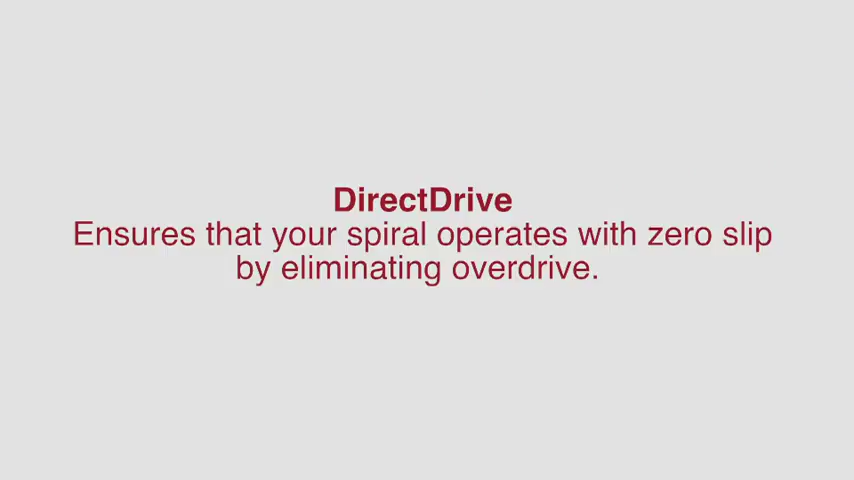 DirectDrive
Ensures that your spiral operates with zero slip
by eliminating overdrive.